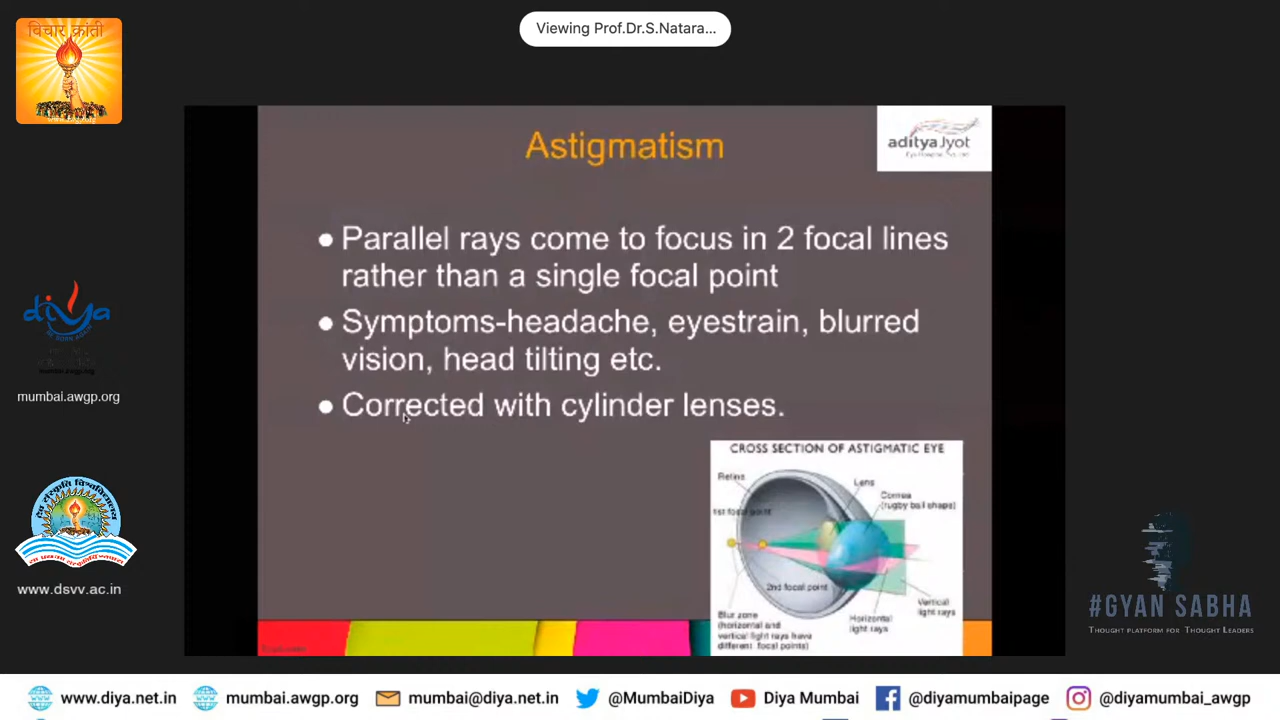 विचार क्रांती
Viewing Prof.Dr.S.Natara...
Astigmatism
adityaJyot
Parallel rays come to focus in 2 focal lines
rather than a single focal point
Symptoms-headache, eyestrain, blurred
vision, head tilting etc.
Corrected with cylinder lenses.
CROSS SECTION OF ASTIGMATIC EYE
Retina
Lens
Cornea
(rugby ball shape)
1st focal point
2nd focal point
Vertical
light rays
Horizontal
light rays
Blur zone
(horizontal and
vertical light rays have
different focal points)
diya
mumbai.awgp.org
www.dsvv.ac.in
#GYAN SABHA
THOUGHT PLATFORM FOR THOUGHT LEADERS
www.diya.net.in
mumbai.awgp.org
mumbai@diya.net.in
@MumbaiDiya
Diya Mumbai
@diyamumbaipage
@diyamumbai_awgp